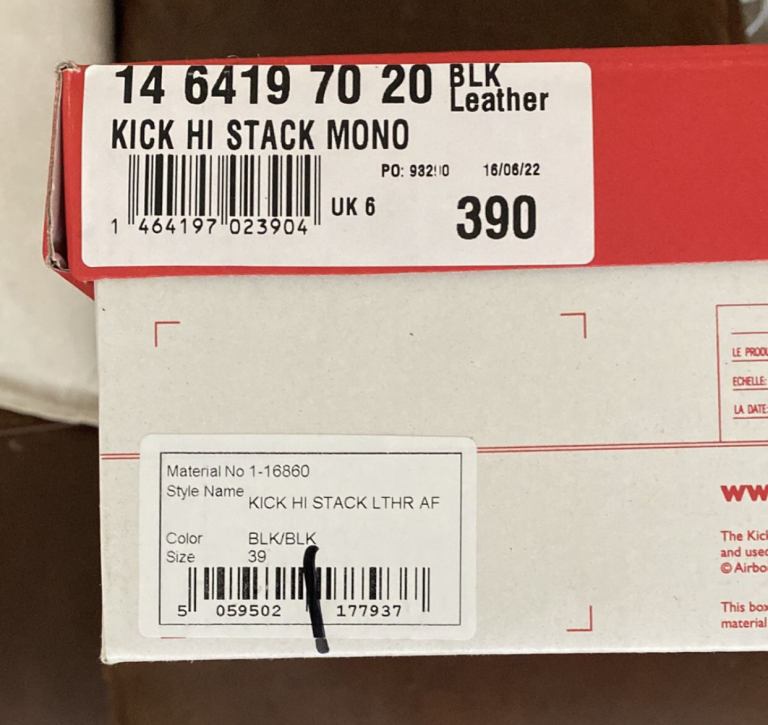 14 6419 70 20 BLK Leather
KICK HI STACK MONO
PO: 16/06/22
UK 6 390
1 464197 023904
LE PRODU
ECHELLE:
LA DATE:
Material No 1-16860
Style Name KICK HI STACK LTHR AF
Color BLK/BLK
Size 39
5 059502 177937
WW
The Kick
and used
© Airbo
This box
material